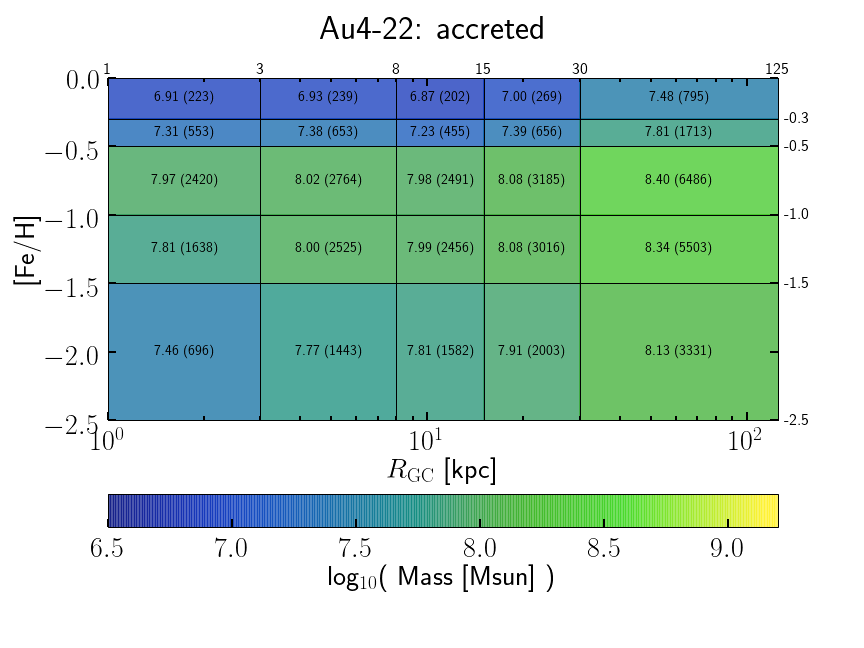 Au4-22: accreted
1 3 8 15 30 125
0.0
6.91 (223) 6.93 (239) 6.87 (202) 7.00 (269) 7.48 (795)
-0.3
7.31 (553) 7.38 (653) 7.23 (455) 7.39 (656) 7.81 (1713)
−0.5 -0.5
7.97 (2420) 8.02 (2764) 7.98 (2491) 8.08 (3185) 8.40 (6486)
−1.0 -1.0
7.81 (1638) 8.00 (2525) 7.99 (2456) 8.08 (3016) 8.34 (5503)
−1.5 -1.5
7.46 (696) 7.77 (1443) 7.81 (1582) 7.91 (2003) 8.13 (3331)
−2.0
−2.5 -2.5
[Fe/H]
10⁰ 10¹ 10²
R_GC [kpc]
6.5 7.0 7.5 8.0 8.5 9.0
log₁₀( Mass [Msun] )